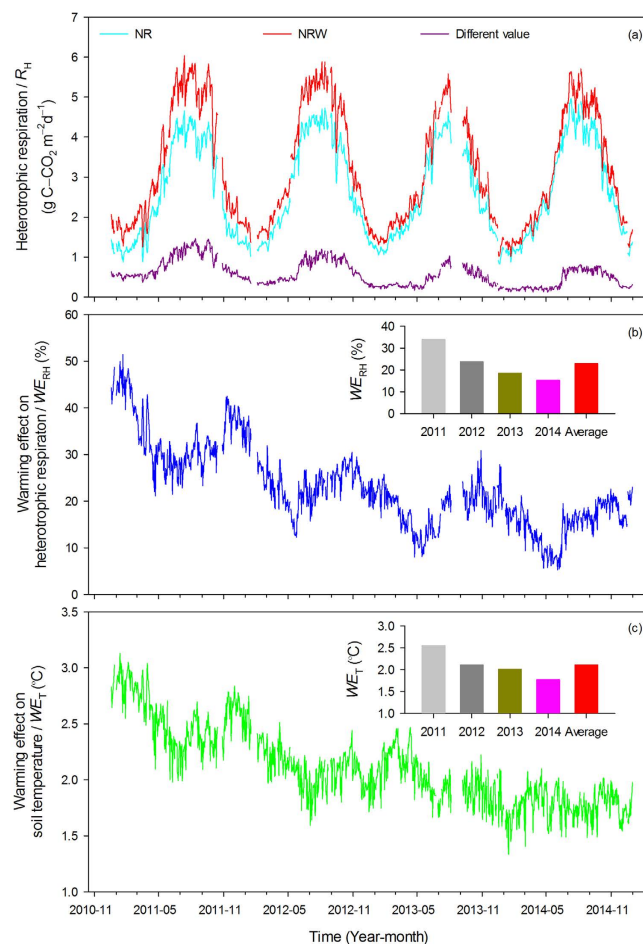 7
NR
NRW
Different value
(a)
6
5
4
3
2
1
0
Heterotrophic respiration / RH
(g C–CO2 m−2d−1)
60
50
40
30
20
10
0
Warming effect on
heterotrophic respiraton / WERH (%)
(b)
40
30
20
10
0
WERH (%)
2011 2012 2013 2014 Average
3.5
3.0
2.5
2.0
1.5
1.0
Warming effect on
soil temperature / WET (°C)
(c)
3.0
2.5
2.0
1.5
1.0
WET (°C)
2011 2012 2013 2014 Average
2010-11 2011-05 2011-11 2012-05 2012-11 2013-05 2013-11 2014-05 2014-11
Time (Year-month)